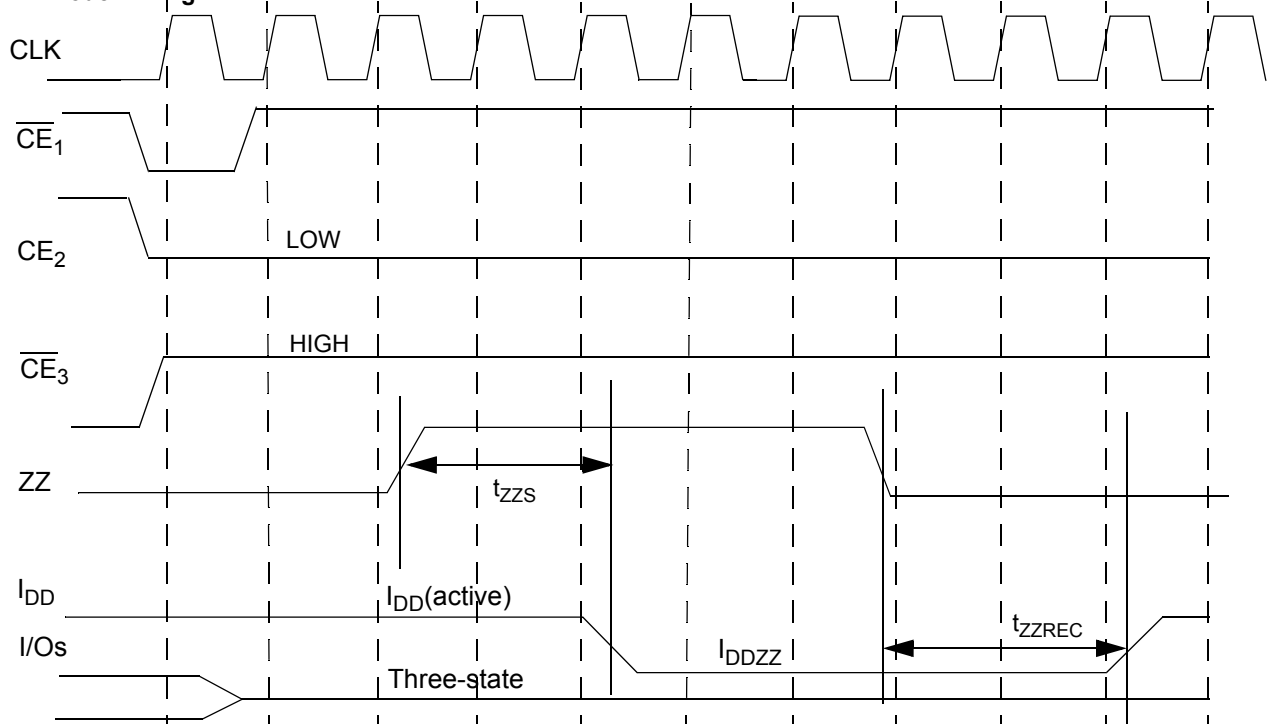 CLK
CE1
CE2
LOW
CE3
HIGH
ZZ
tZZS
IDD
IDD(active)
tZZREC
I/Os
IDDZZ
Three-state